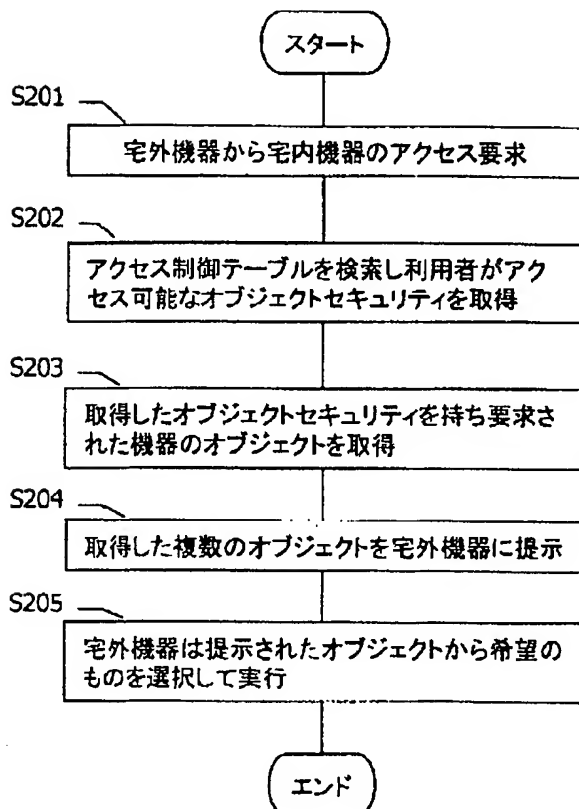 スタート
S201
宅外機器から宅内機器のアクセス要求
S202
アクセス制御テーブルを検索し利用者がアク
セス可能なオブジェクトセキュリティを取得
S203
取得したオブジェクトセキュリティを持ち要求さ
れた機器のオブジェクトを取得
S204
取得した複数のオブジェクトを宅外機器に提示
S205
宅外機器は提示されたオブジェクトから希望の
ものを選択して実行
エンド